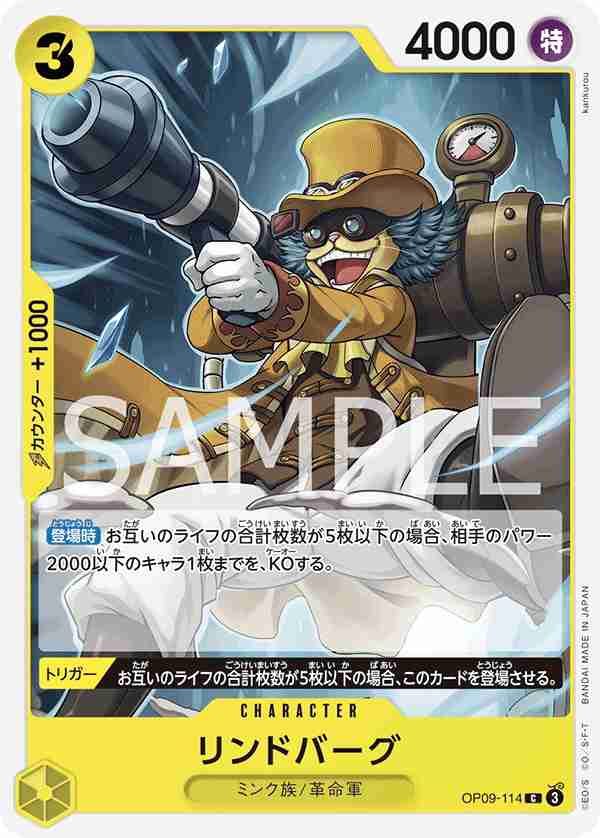 3
4000 特
kankurou
カウンター +1000
SAMPLE
登場時 お互いのライフの合計枚数が5枚以下の場合、相手のパワー
2000以下のキャラ1枚までを、KOする。
トリガー お互いのライフの合計枚数が5枚以下の場合、このカードを登場させる。
CHARACTER
リンドバーグ
ミンク族/革命軍
OP09-114 C 3
©E.O/S ©O/S・F・T BANDAI MADE IN JAPAN